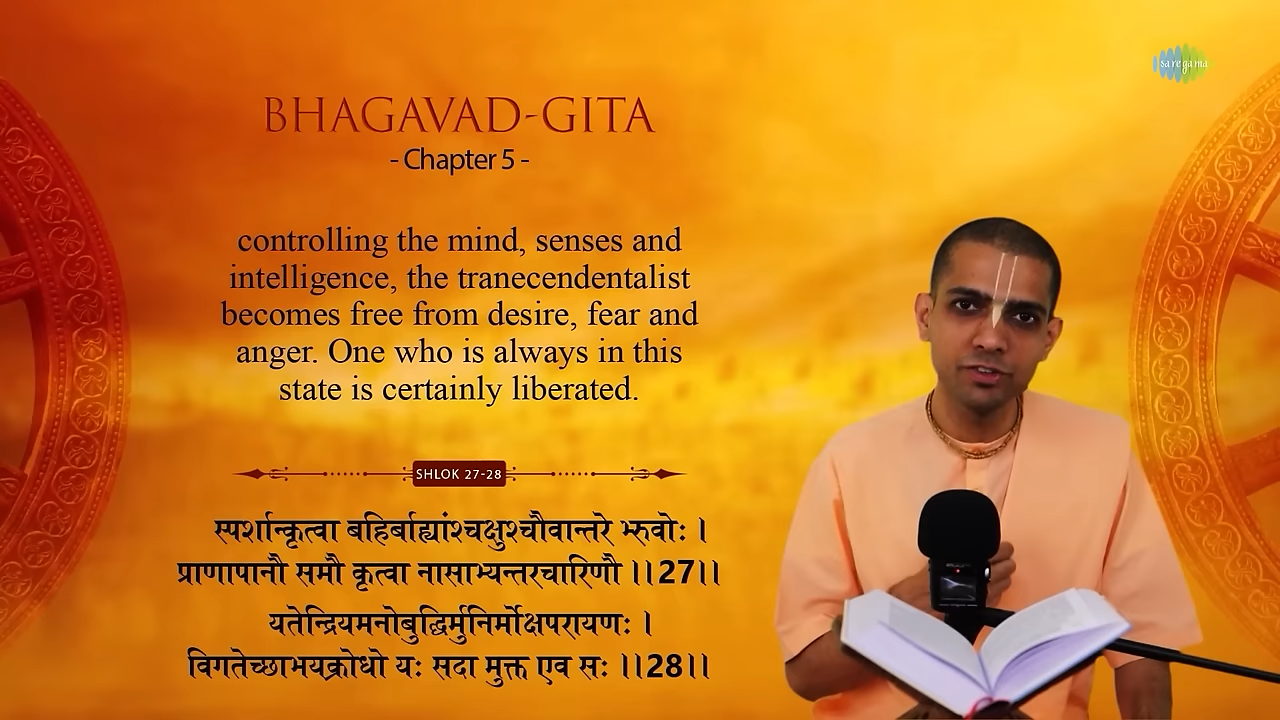 saregama
BHAGAVAD-GITA
- Chapter 5 -
controlling the mind, senses and
intelligence, the tranecendentalist
becomes free from desire, fear and
anger. One who is always in this
state is certainly liberated.
SHLOK 27-28
स्पर्शान्कृत्वा बहिर्बाह्यांश्चक्षुश्चौवान्तरे भ्रुवोः ।
प्राणापानौ समौ कृत्वा नासाभ्यन्तरचारिणौ ।।27।।
यतेन्द्रियमनोबुद्धिर्मुनिर्मोक्षपरायणः ।
विगतेच्छाभयक्रोधो यः सदा मुक्त एव सः ।।28।।